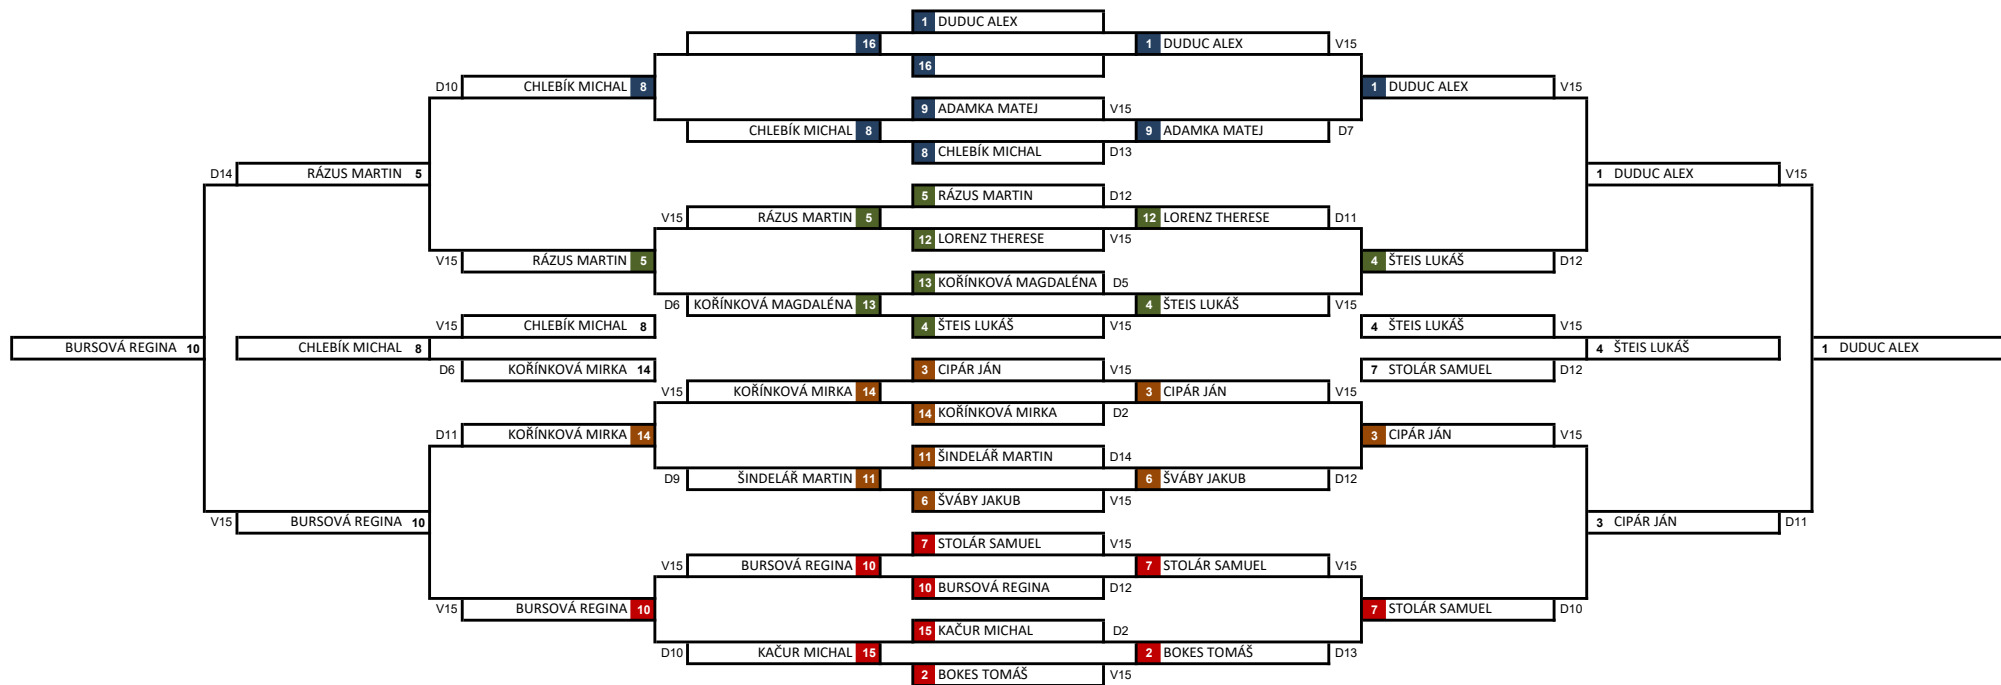 1 DUDUC ALEX
16 1 DUDUC ALEX V15
16
D10 CHLEBÍK MICHAL 8 1 DUDUC ALEX V15
9 ADAMKA MATEJ V15
CHLEBÍK MICHAL 8 9 ADAMKA MATEJ D7
8 CHLEBÍK MICHAL D13
D14 RÁZUS MARTIN 5 1 DUDUC ALEX V15
5 RÁZUS MARTIN D12
V15 RÁZUS MARTIN 5 12 LORENZ THERESE D11
12 LORENZ THERESE V15
V15 RÁZUS MARTIN 5 4 ŠTEIS LUKÁŠ D12
13 KOŘÍNKOVÁ MAGDALÉNA D5
D6 KOŘÍNKOVÁ MAGDALÉNA 13 4 ŠTEIS LUKÁŠ V15
V15 CHLEBÍK MICHAL 8 4 ŠTEIS LUKÁŠ V15 4 ŠTEIS LUKÁŠ V15
BURSOVÁ REGINA 10 CHLEBÍK MICHAL 8 4 ŠTEIS LUKÁŠ 1 DUDUC ALEX
D6 KOŘÍNKOVÁ MIRKA 14 3 CIPÁR JÁN V15 7 STOLÁR SAMUEL D12
V15 KOŘÍNKOVÁ MIRKA 14 3 CIPÁR JÁN V15
14 KOŘÍNKOVÁ MIRKA D2
D11 KOŘÍNKOVÁ MIRKA 14 3 CIPÁR JÁN V15
11 ŠINDELÁŘ MARTIN D14
D9 ŠINDELÁŘ MARTIN 11 6 ŠVÁBY JAKUB D12
6 ŠVÁBY JAKUB V15
V15 BURSOVÁ REGINA 10 3 CIPÁR JÁN D11
7 STOLÁR SAMUEL V15
V15 BURSOVÁ REGINA 10 7 STOLÁR SAMUEL V15
10 BURSOVÁ REGINA D12
V15 BURSOVÁ REGINA 10 7 STOLÁR SAMUEL D10
15 KAČUR MICHAL D2
D10 KAČUR MICHAL 15 2 BOKES TOMÁŠ D13
2 BOKES TOMÁŠ V15